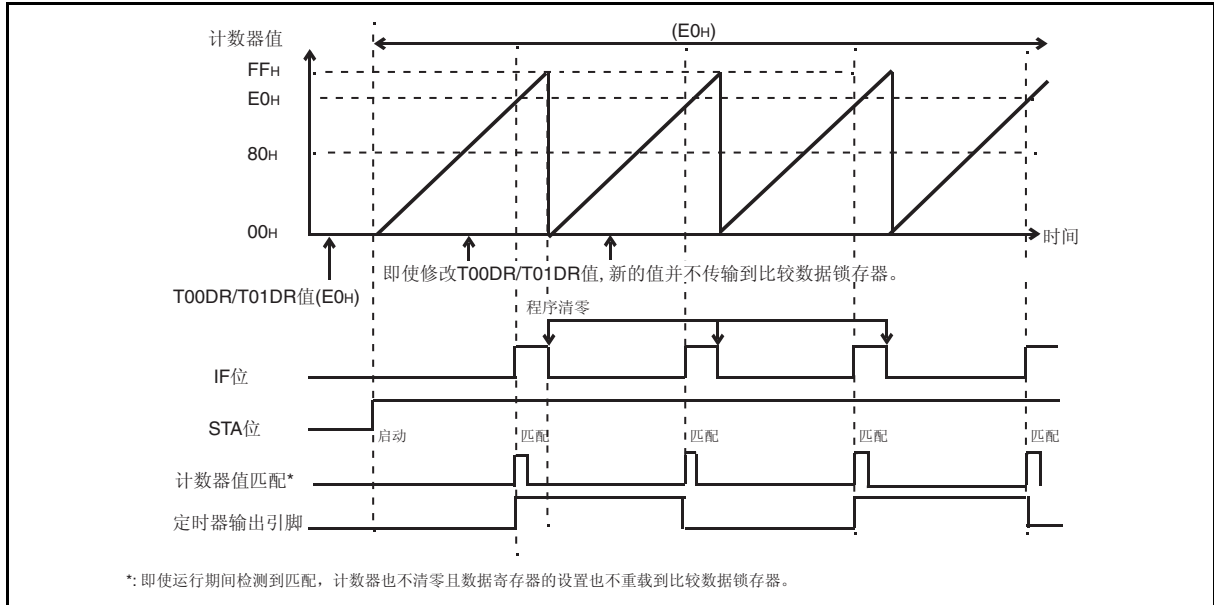 (E0H)
计数器值
FFH
E0H
80H
00H
时间
即使修改T00DR/T01DR值, 新的值并不传输到比较数据锁存器。
T00DR/T01DR值(E0H)
程序清零
IF位
STA位
启动 匹配 匹配 匹配 匹配
计数器值匹配*
定时器输出引脚
*: 即使运行期间检测到匹配，计数器也不清零且数据寄存器的设置也不重载到比较数据锁存器。